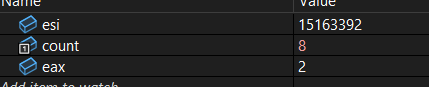 Name Value
esi 15163392
count 8
eax 2
Add item to watch